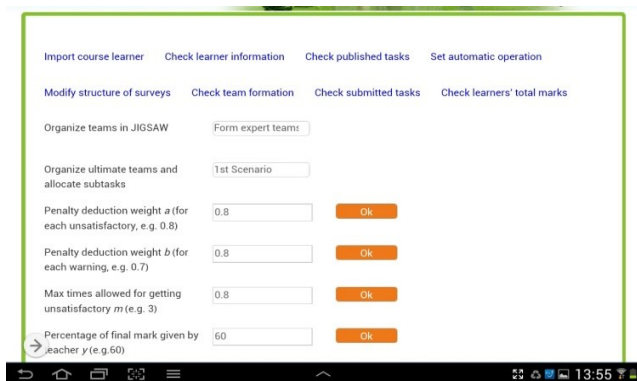 Import course learner Check learner information Check published tasks Set automatic operation
Modify structure of surveys Check team formation Check submitted tasks Check learners' total marks
Organize teams in JIGSAW Form expert teams
Organize ultimate teams and 1st Scenario
allocate subtasks
Penalty deduction weight a (for 0.8 Ok
each unsatisfactory, e.g. 0.8)
Penalty deduction weight b (for 0.8 Ok
each warning, e.g. 0.7)
Max times allowed for getting 0.8 Ok
unsatisfactory m (e.g. 3)
Percentage of final mark given by 60 Ok
teacher y (e.g.60)
13:55